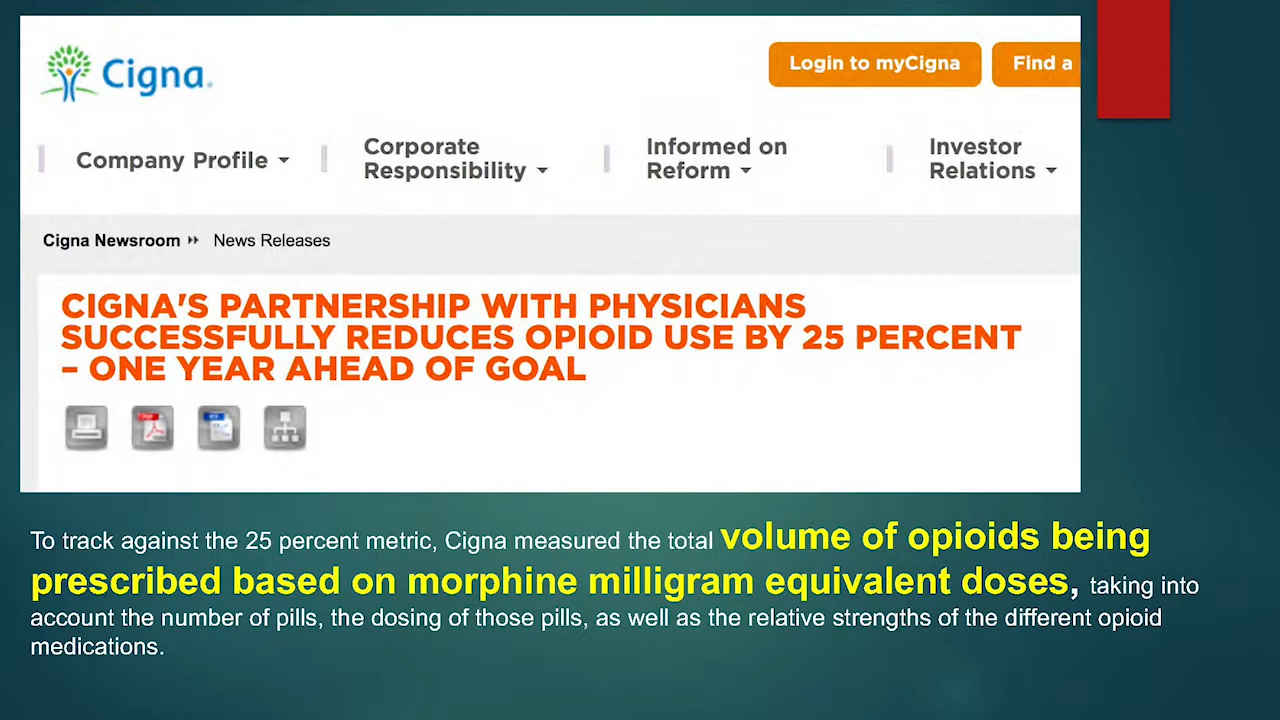 Cigna
Login to myCigna
Find a
Company Profile
Corporate
Responsibility
Informed on
Reform
Investor
Relations
Cigna Newsroom
News Releases
CIGNA'S PARTNERSHIP WITH PHYSICIANS
SUCCESSFULLY REDUCES OPIOID USE BY 25 PERCENT
– ONE YEAR AHEAD OF GOAL
To track against the 25 percent metric, Cigna measured the total volume of opioids being
prescribed based on morphine milligram equivalent doses, taking into
account the number of pills, the dosing of those pills, as well as the relative strengths of the different opioid
medications.